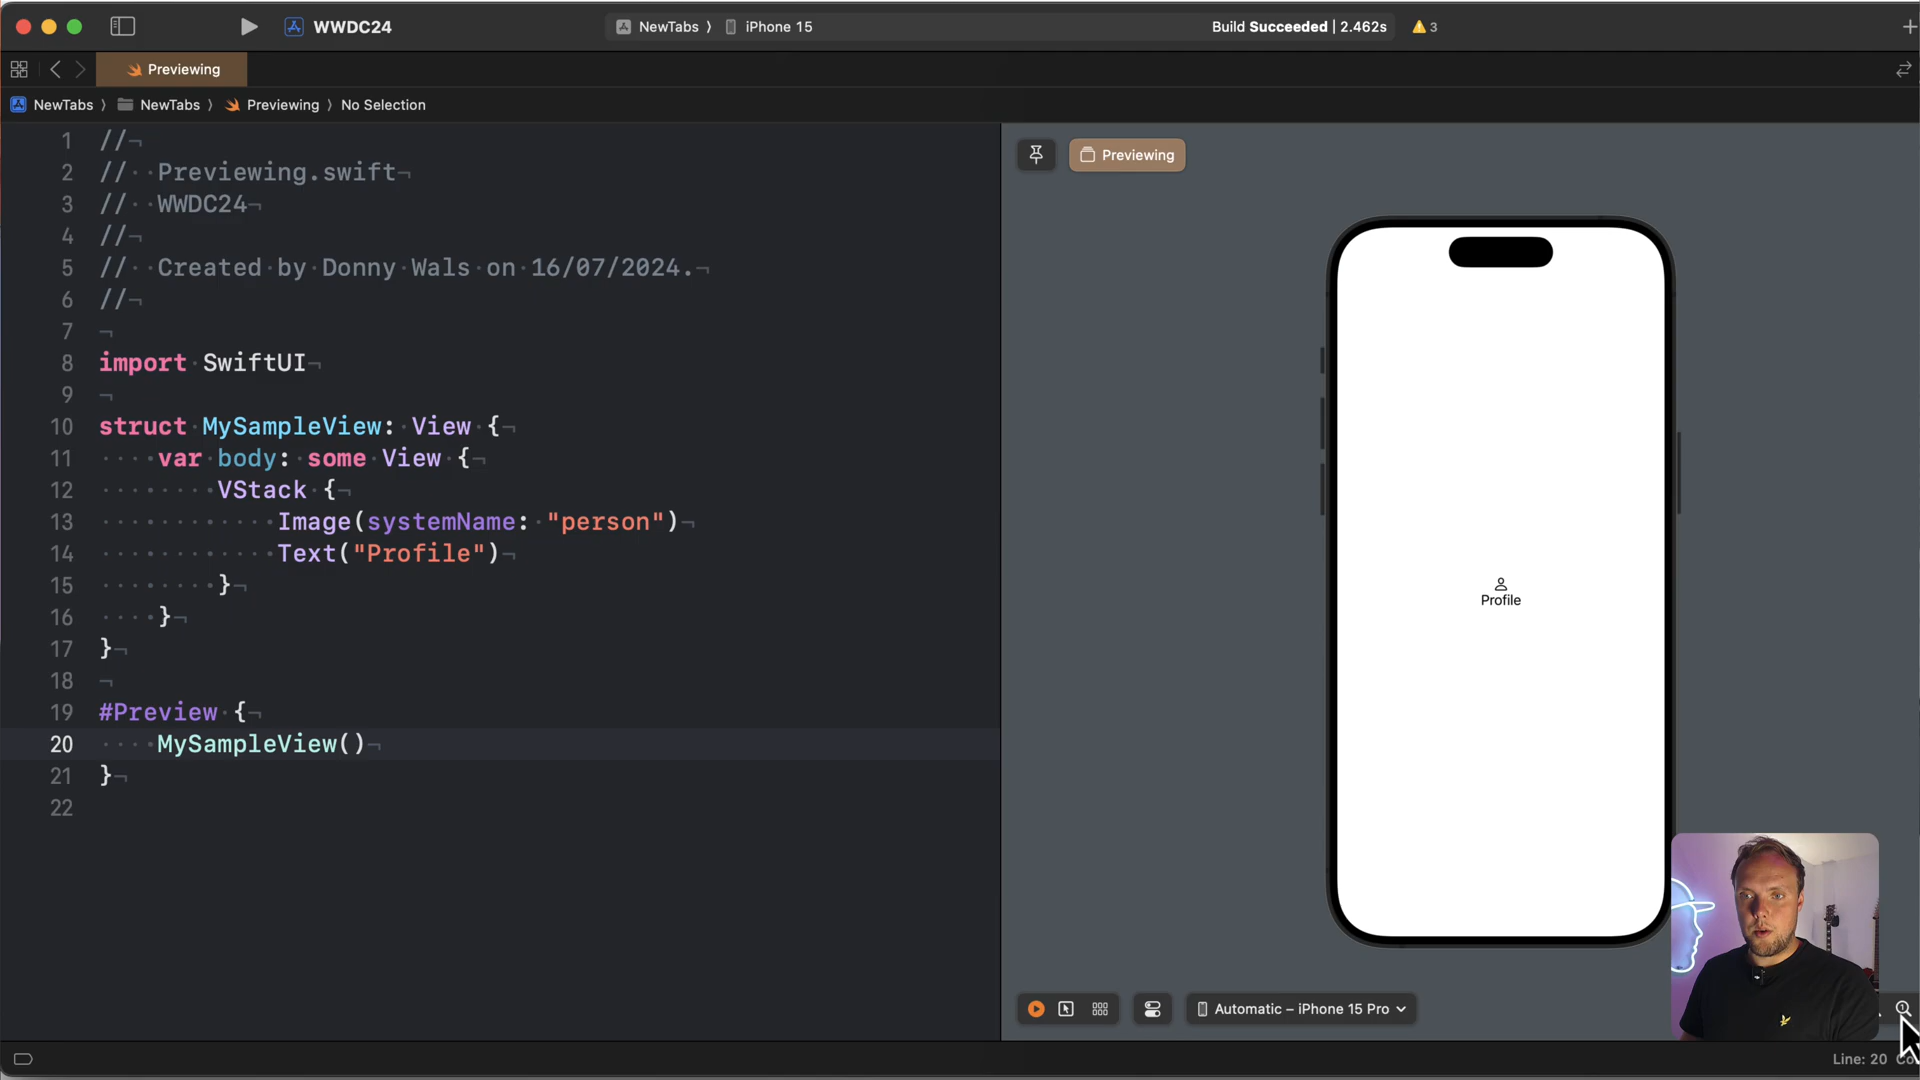 WWDC24
NewTabs 〉 iPhone 15
Build Succeeded | 2.462s
3
Previewing
NewTabs 〉 NewTabs 〉 Previewing 〉 No Selection
1 //¬
2 // Previewing.swift¬
3 // WWDC24¬
4 //¬
5 // Created by Donny Wals on 16/07/2024.¬
6 //¬
7 ¬
8 import SwiftUI¬
9 ¬
10 struct MySampleView: View {¬
11 var body: some View {¬
12 VStack {¬
13 Image(systemName: "person")¬
14 Text("Profile")¬
15 }¬
16 }¬
17 }¬
18 ¬
19 #Preview {¬
20 MySampleView()¬
21 }¬
22
Previewing
Profile
Automatic – iPhone 15 Pro
Line: 20